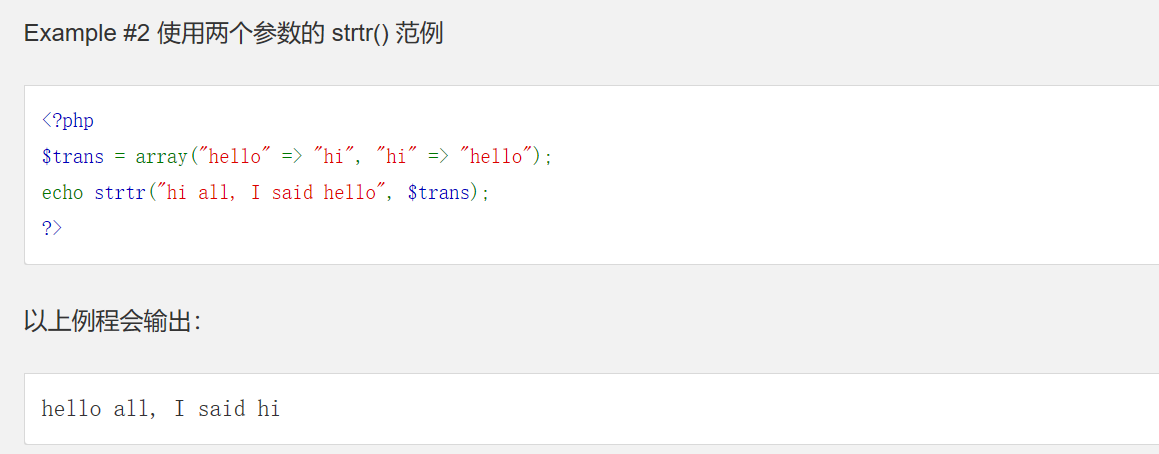 Example #2 使用两个参数的 strtr() 范例
<?php
$trans = array("hello" => "hi", "hi" => "hello");
echo strtr("hi all, I said hello", $trans);
?>
以上例程会输出：
hello all, I said hi